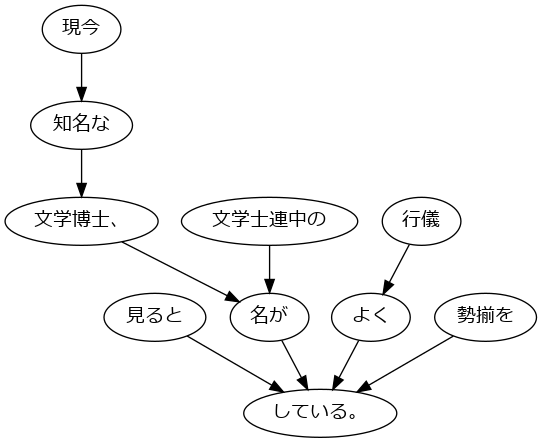 現今
知名な
文学博士、 文学士連中の 行儀
見ると 名が よく 勢揃を
している。